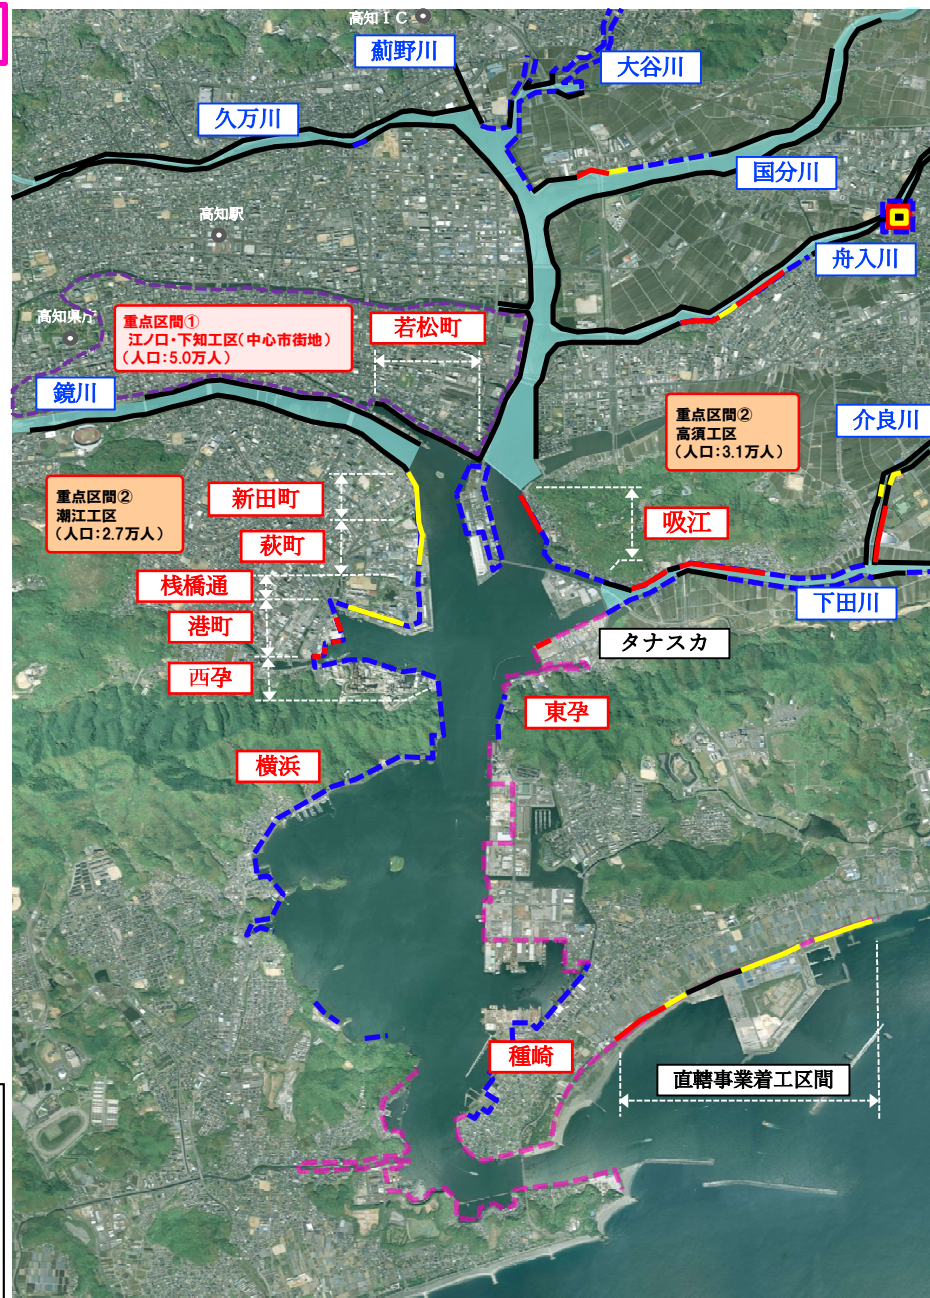 高知ＩＣ
薊野川
大谷川
久万川
国分川
高知駅
舟入川
高知県庁
重点区間①
江ノ口・下知工区(中心市街地)
(人口:5.0万人)
若松町
鏡川
重点区間②
高須工区
(人口:3.1万人)
介良川
重点区間②
潮江工区
(人口:2.7万人)
新田町
吸江
萩町
桟橋通
下田川
港町
タナスカ
西孕
東孕
横浜
種崎
直轄事業着工区間